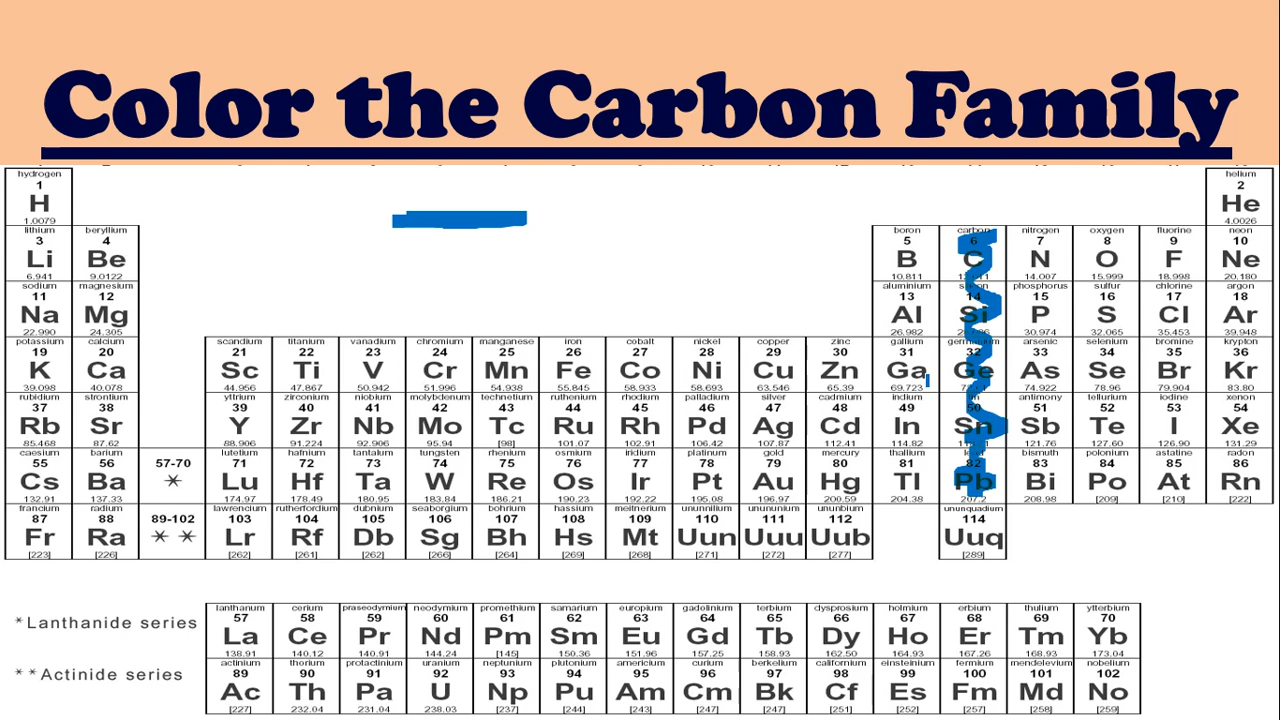 Color the Carbon Family
hydrogen helium
1 2
H He
1.0079 4.0026
lithium beryllium boron carbon nitrogen oxygen fluorine neon
3 4 5 6 7 8 9 10
Li Be B C N O F Ne
6.941 9.0122 10.811 14.007 15.999 18.998 20.180
sodium magnesium aluminium phosphorus sulfur chlorine argon
11 12 13 14 15 16 17 18
Na Mg Al Si P S Cl Ar
22.990 24.305 26.982 30.974 32.065 35.453 39.948
potassium calcium scandium titanium vanadium chromium manganese iron cobalt nickel copper zinc gallium germanium arsenic selenium bromine krypton
19 20 21 22 23 24 25 26 27 28 29 30 31 32 33 34 35 36
K Ca Sc Ti V Cr Mn Fe Co Ni Cu Zn Ga Ge As Se Br Kr
39.098 40.078 44.956 47.867 50.942 51.996 54.938 55.845 58.933 58.693 63.546 65.39 69.723 74.922 78.96 79.904 83.80
rubidium strontium yttrium zirconium niobium molybdenum technetium ruthenium rhodium palladium silver cadmium indium antimony tellurium iodine xenon
37 38 39 40 41 42 43 44 45 46 47 48 49 50 51 52 53 54
Rb Sr Y Zr Nb Mo Tc Ru Rh Pd Ag Cd In Sn Sb Te I Xe
85.468 87.62 88.906 91.224 92.906 95.94 [98] 101.07 102.91 106.42 107.87 112.41 114.82 121.76 127.60 126.90 131.29
caesium barium lutetium hafnium tantalum tungsten rhenium osmium iridium platinum gold mercury thallium bismuth polonium astatine radon
55 56 57-70 71 72 73 74 75 76 77 78 79 80 81 82 83 84 85 86
Cs Ba * Lu Hf Ta W Re Os Ir Pt Au Hg Tl Pb Bi Po At Rn
132.91 137.33 174.97 178.49 180.95 183.84 186.21 190.23 192.22 195.08 196.97 200.59 204.38 207.2 208.98 [209] [210] [222]
francium radium lawrencium rutherfordium dubnium seaborgium bohrium hassium meitnerium ununnilium unununium ununbium ununquadium
87 88 89-102 103 104 105 106 107 108 109 110 111 112 114
Fr Ra * * Lr Rf Db Sg Bh Hs Mt Uun Uuu Uub Uuq
[223] [226] [262] [261] [262] [266] [264] [269] [268] [271] [272] [277] [289]
lanthanum cerium praseodymium neodymium promethium samarium europium gadolinium terbium dysprosium holmium erbium thulium ytterbium
57 58 59 60 61 62 63 64 65 66 67 68 69 70
*Lanthanide series La Ce Pr Nd Pm Sm Eu Gd Tb Dy Ho Er Tm Yb
138.91 140.12 140.91 144.24 [145] 150.36 151.96 157.25 158.93 162.50 164.93 167.26 168.93 173.04
actinium thorium protactinium uranium neptunium plutonium americium curium berkelium californium einsteinium fermium mendelevium nobelium
89 90 91 92 93 94 95 96 97 98 99 100 101 102
**Actinide series Ac Th Pa U Np Pu Am Cm Bk Cf Es Fm Md No
[227] 232.04 231.04 238.03 [237] [244] [243] [247] [247] [251] [252] [257] [258] [259]